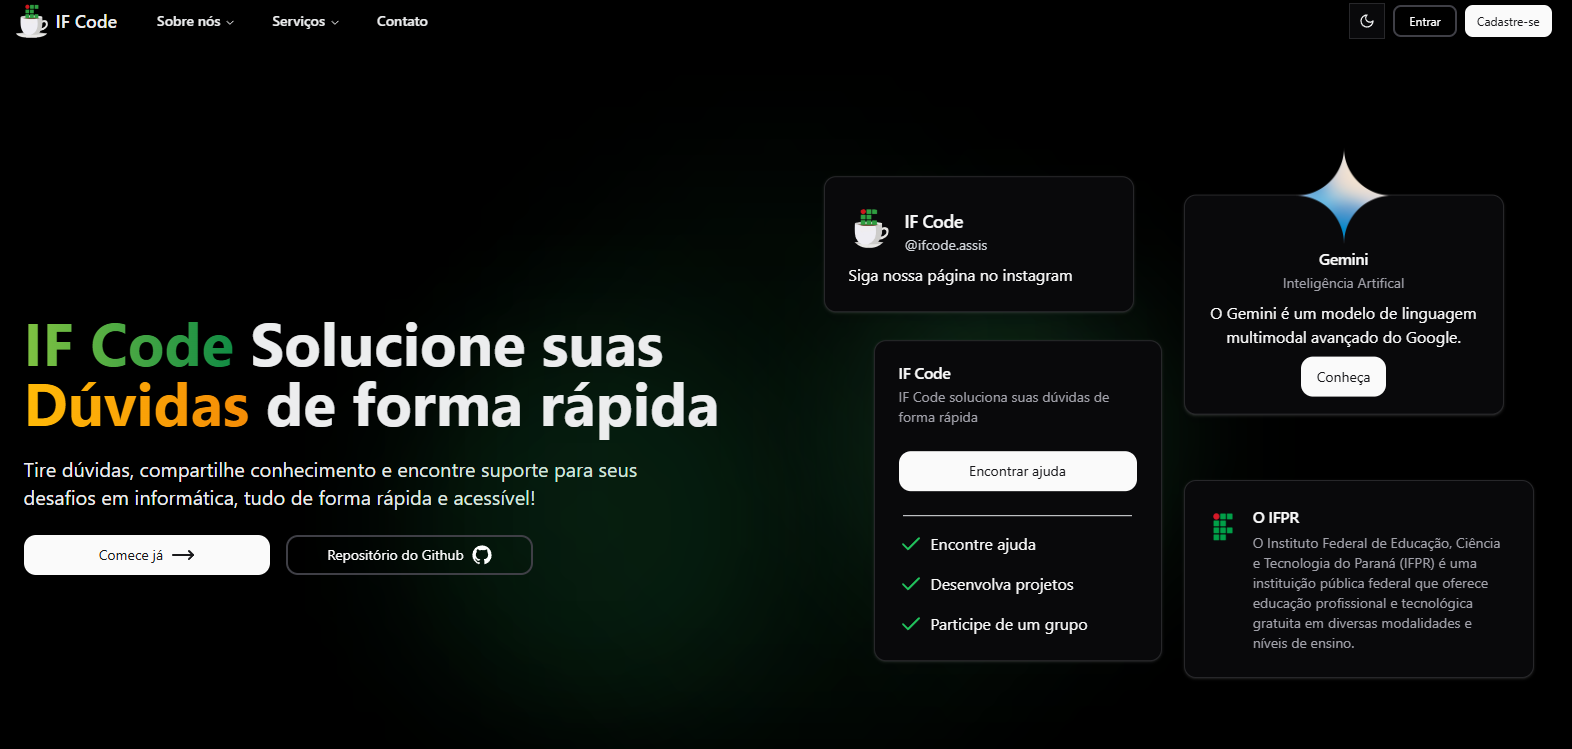 IF Code
Sobre nós
Serviços
Contato
Entrar
Cadastre-se
IF Code Solucione suas
Dúvidas de forma rápida
Tire dúvidas, compartilhe conhecimento e encontre suporte para seus
desafios em informática, tudo de forma rápida e acessível!
Comece já
Repositório do Github
IF Code
@ifcode.assis
Siga nossa página no instagram
IF Code
IF Code soluciona suas dúvidas de
forma rápida
Encontrar ajuda
Encontre ajuda
Desenvolva projetos
Participe de um grupo
Gemini
Inteligência Artifical
O Gemini é um modelo de linguagem
multimodal avançado do Google.
Conheça
O IFPR
O Instituto Federal de Educação, Ciência
e Tecnologia do Paraná (IFPR) é uma
instituição pública federal que oferece
educação profissional e tecnológica
gratuita em diversas modalidades e
níveis de ensino.